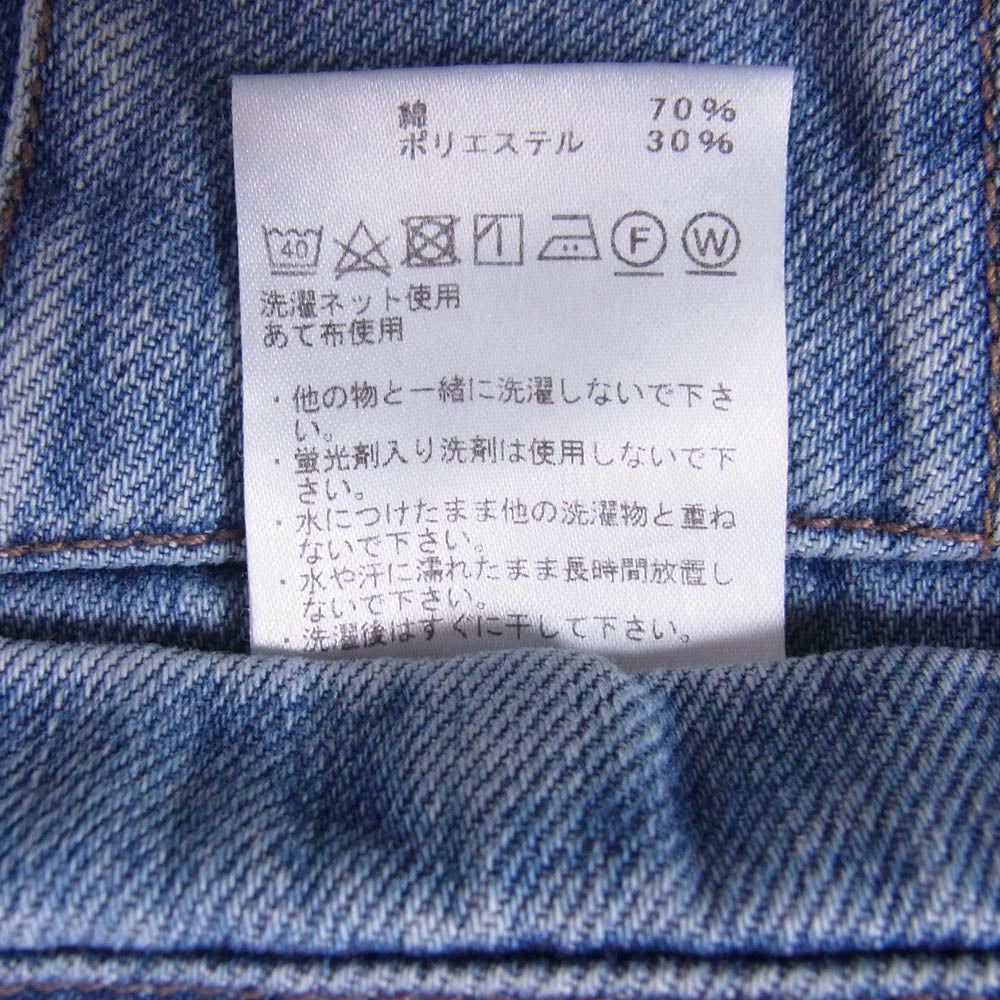 綿 70%
ポリエステル 30%
40 F W
洗濯ネット使用
あて布使用
・他の物と一緒に洗濯しないで下さ
い。
・蛍光剤入り洗剤は使用しないで下
さい。
・水につけたまま他の洗濯物と重ね
ないで下さい。
・水や汗に濡れたまま長時間放置し
ないで下さい。
・洗濯後はすぐに干して下さい。